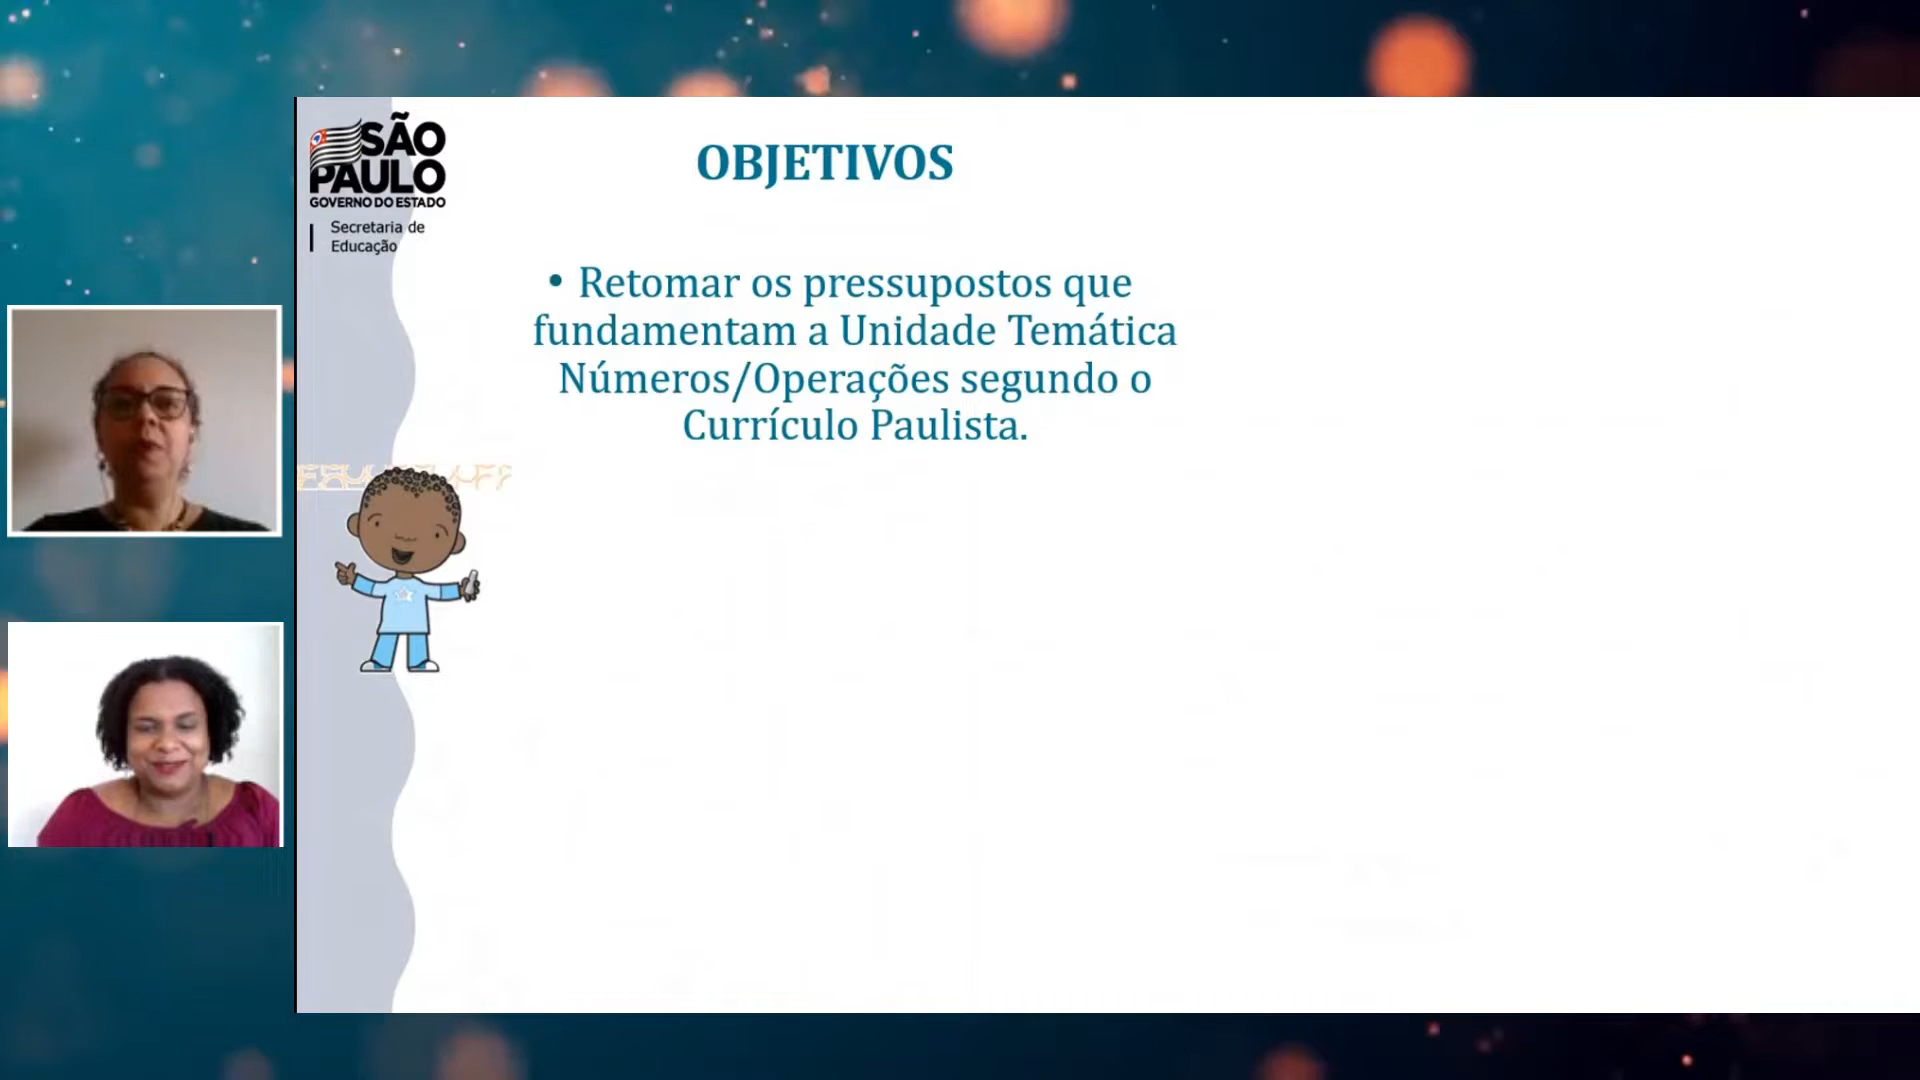 SÃO
PAULO
GOVERNO DO ESTADO
Secretaria de
Educação
OBJETIVOS
• Retomar os pressupostos que
fundamentam a Unidade Temática
Números/Operações segundo o
Currículo Paulista.